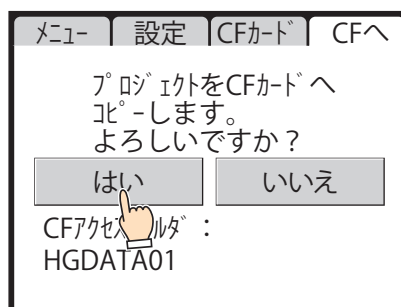 ﾒﾆｭｰ 設定 CFｶｰﾄﾞ CFへ
ﾌﾟﾛｼﾞｪｸﾄをCFｶｰﾄﾞへ
ｺﾋﾟｰします。
よろしいですか？
はい いいえ
CFｱｸｾ ﾙﾀﾞ：
HGDATA01